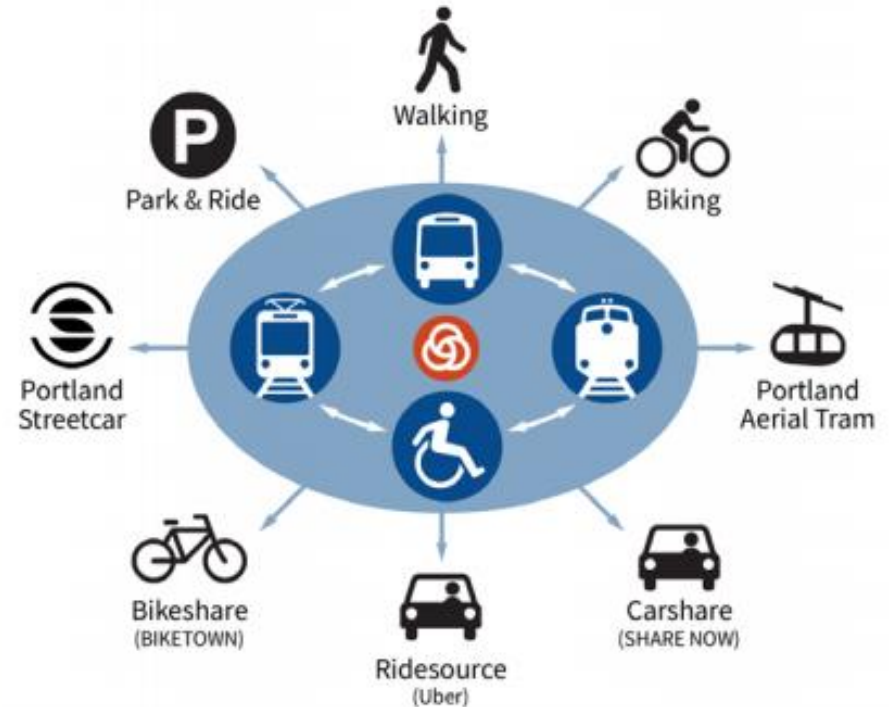 Walking
P
Park & Ride
Biking
Portland
Streetcar
Portland
Aerial Tram
Bikeshare
(BIKETOWN)
Ridesource
(Uber)
Carshare
(SHARE NOW)